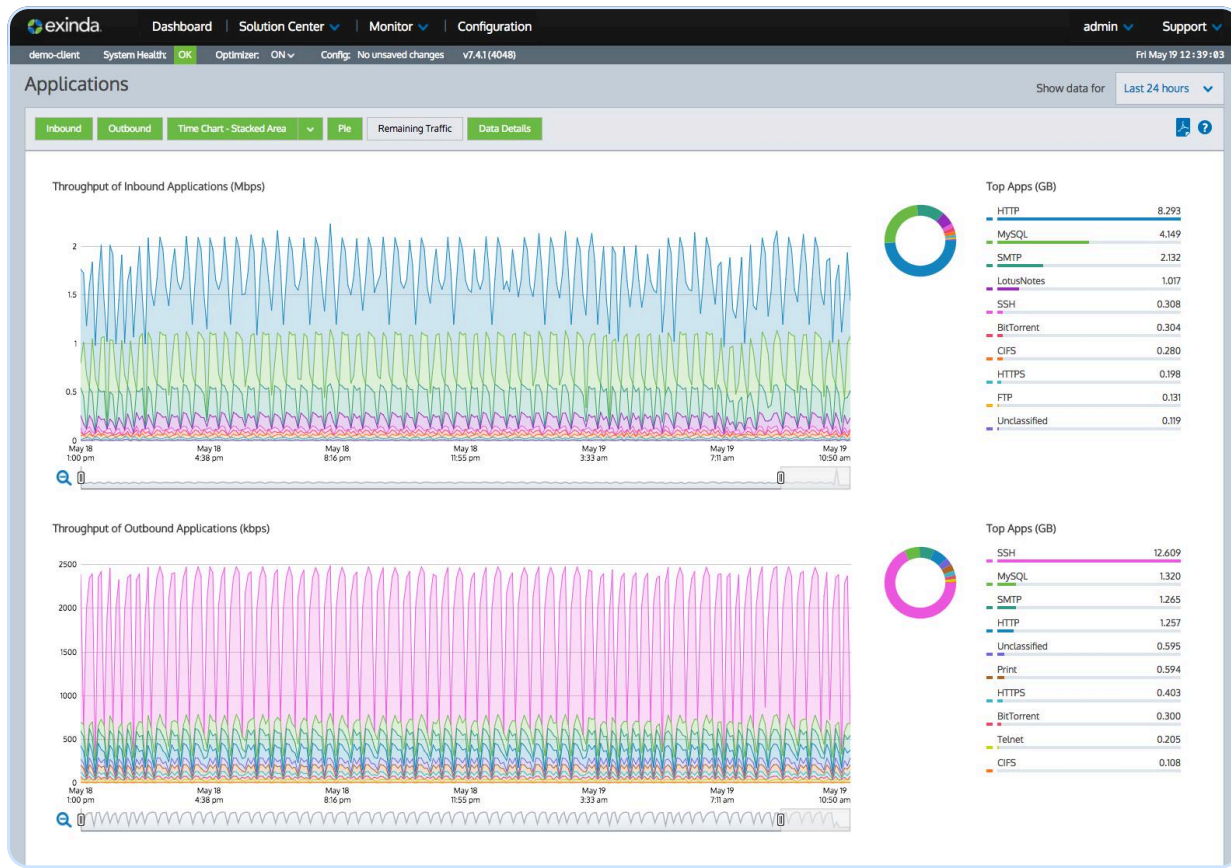 exinda. Dashboard | Solution Center | Monitor | Configuration admin Support
demo-client System Health: OK Optimizer: ON Config: No unsaved changes v7.4.1 (4048) Fri May 19 12:39:03
Applications Show data for Last 24 hours
Inbound Outbound Time Chart - Stacked Area Pie Remaining Traffic Data Details ?
Throughput of Inbound Applications (Mbps)
2
1.5
1
0.5
0
May 18 May 18 May 18 May 18 May 19 May 19 May 19
1:00 pm 4:38 pm 8:16 pm 11:55 pm 3:33 am 7:11 am 10:50 am
Top Apps (GB)
HTTP 8.293
MySQL 4.149
SMTP 2.132
LotusNotes 1.017
SSH 0.308
BitTorrent 0.304
CIFS 0.280
HTTPS 0.198
FTP 0.131
Unclassified 0.119
Throughput of Outbound Applications (kbps)
2500
2000
1500
1000
500
0
May 18 May 18 May 18 May 18 May 19 May 19 May 19
1:00 pm 4:38 pm 8:16 pm 11:55 pm 3:33 am 7:11 am 10:50 am
Top Apps (GB)
SSH 12.609
MySQL 1.320
SMTP 1.265
HTTP 1.257
Unclassified 0.595
Print 0.594
HTTPS 0.403
BitTorrent 0.300
Telnet 0.205
CIFS 0.108